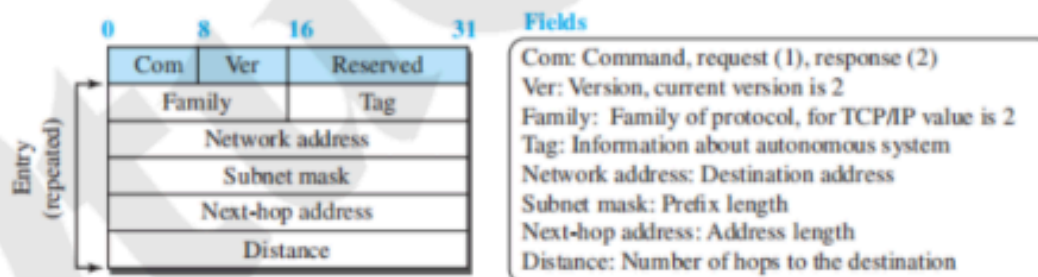 0 8 16 31
Com Ver Reserved
Family Tag
Network address
Subnet mask
Next-hop address
Distance
Entry
(repeated)
Fields
Com: Command, request (1), response (2)
Ver: Version, current version is 2
Family: Family of protocol, for TCP/IP value is 2
Tag: Information about autonomous system
Network address: Destination address
Subnet mask: Prefix length
Next-hop address: Address length
Distance: Number of hops to the destination